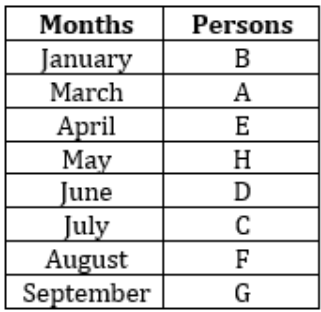 Months Persons
January B
March A
April E
May H
June D
July C
August F
September G